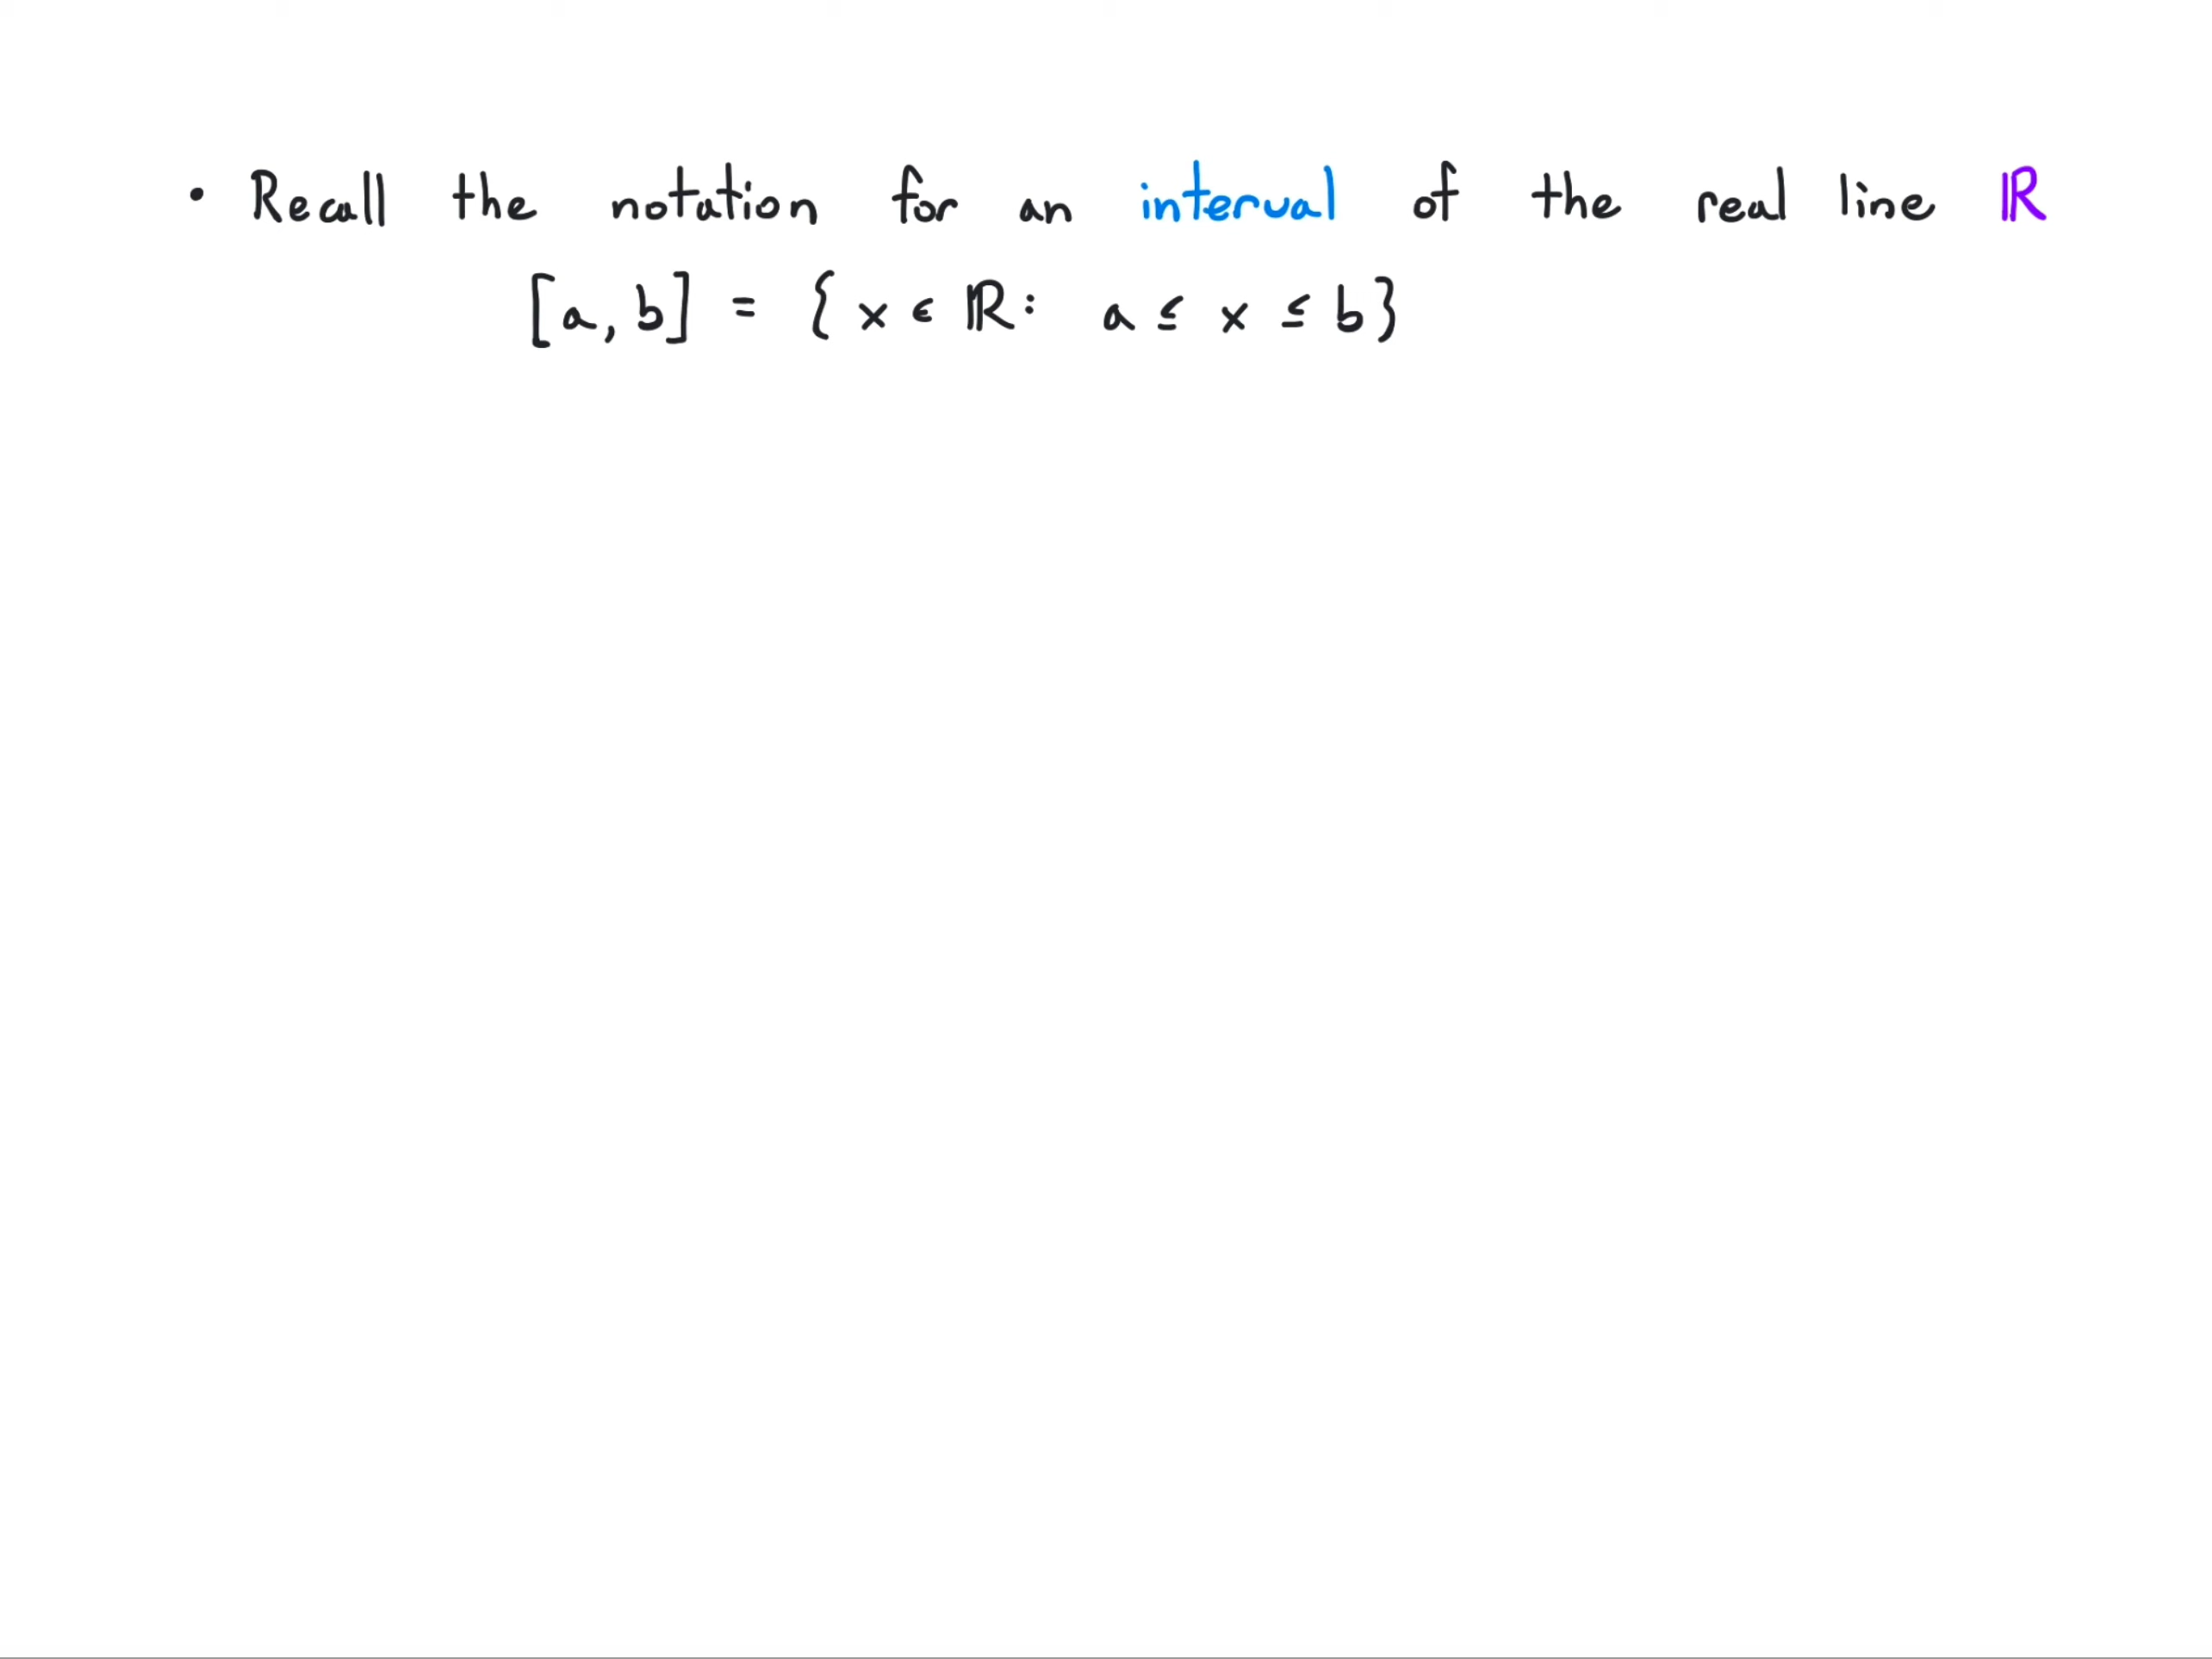 • Recall the notation for an interval of the real line ℝ
[a, b] = { x ∈ ℝ: a ≤ x ≤ b}